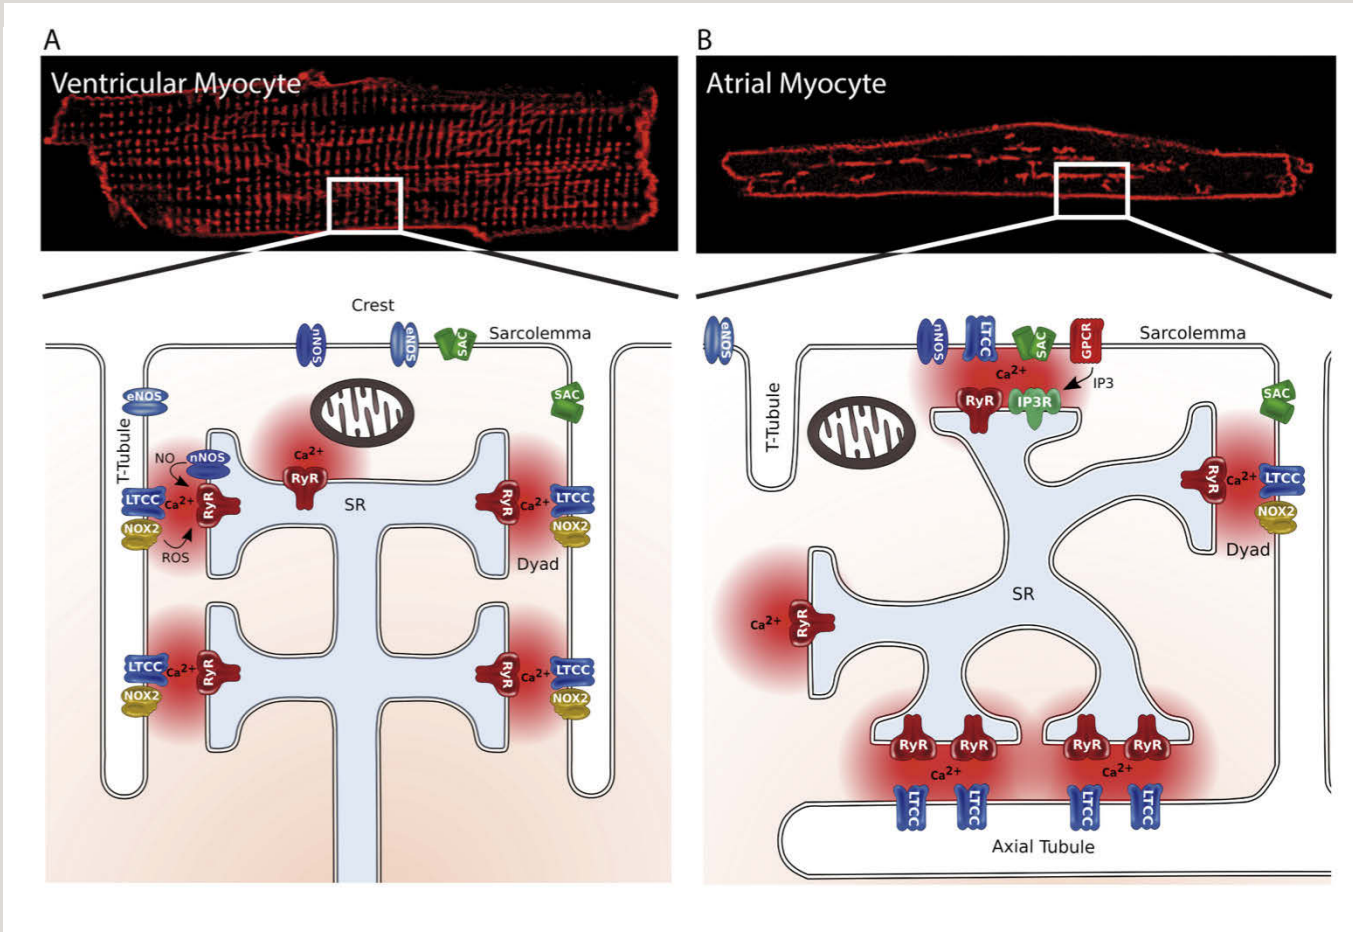 A
Ventricular Myocyte
Crest
Sarcolemma
nNOS
eNOS
SAC
eNOS
SAC
T-Tubule
NO
nNOS
Ca2+
RyR
SR
LTCC
Ca2+
RyR
NOX2
ROS
RyR
Ca2+
LTCC
NOX2
Dyad
LTCC
Ca2+
RyR
NOX2
RyR
Ca2+
LTCC
NOX2
B
Atrial Myocyte
eNOS
nNOS
LTCC
SAC
GPCR
Sarcolemma
Ca2+
IP3
RyR
IP3R
T-Tubule
SAC
RyR
Ca2+
LTCC
NOX2
Dyad
SR
Ca2+
RyR
RyR
RyR
RyR
RyR
Ca2+
Ca2+
LTCC
LTCC
LTCC
LTCC
Axial Tubule